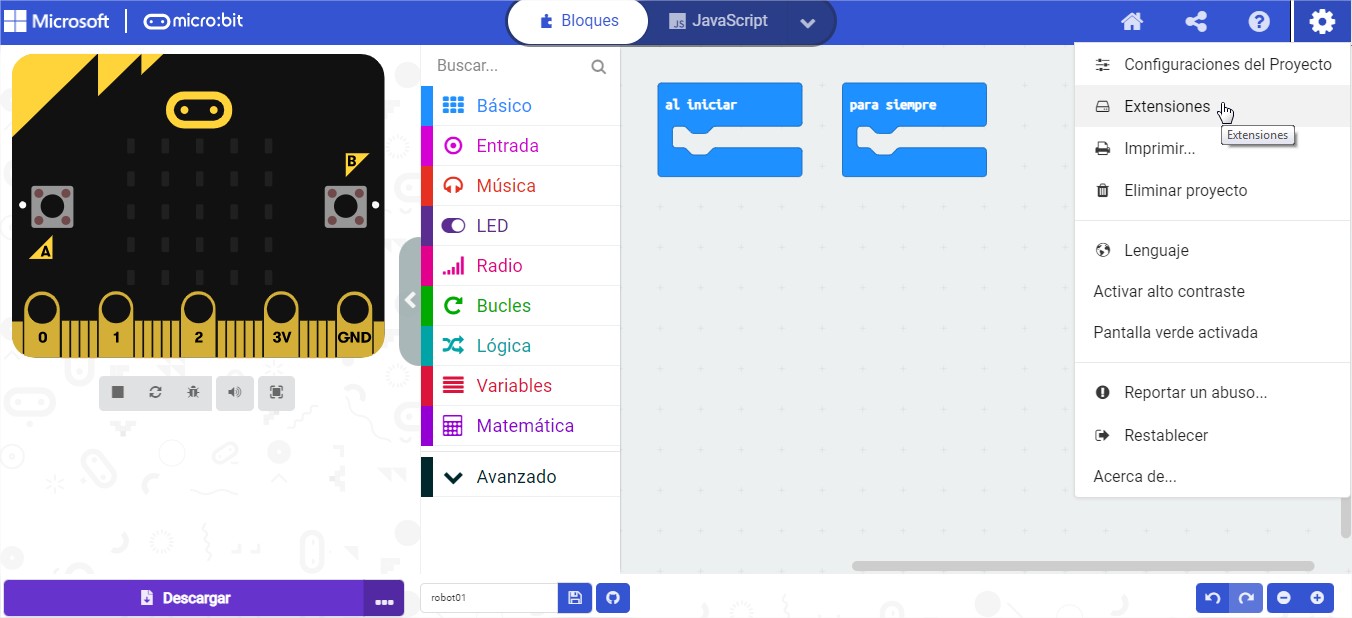 Microsoft
micro:bit
Bloques
JS JavaScript
Configuraciones del Proyecto
Extensiones
Extensiones
Imprimir...
Eliminar proyecto
Lenguaje
Activar alto contraste
Pantalla verde activada
Reportar un abuso...
Restablecer
Acerca de...
B
A
0 1 2 3V GND
Buscar...
Básico
Entrada
Música
LED
Radio
Bucles
Lógica
Variables
Matemática
Avanzado
al iniciar
para siempre
Descargar
robot01